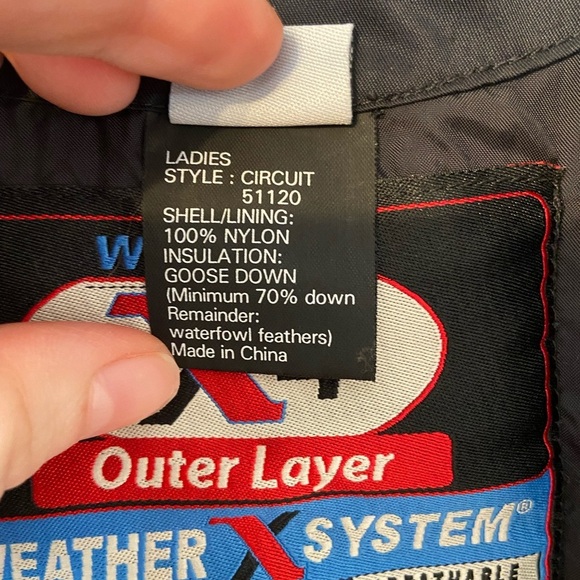 LADIES
STYLE : CIRCUIT
51120
SHELL/LINING:
100% NYLON
INSULATION:
GOOSE DOWN
(Minimum 70% down
Remainder:
waterfowl feathers)
Made in China
W
X
Outer Layer
EATHER X SYSTEM®